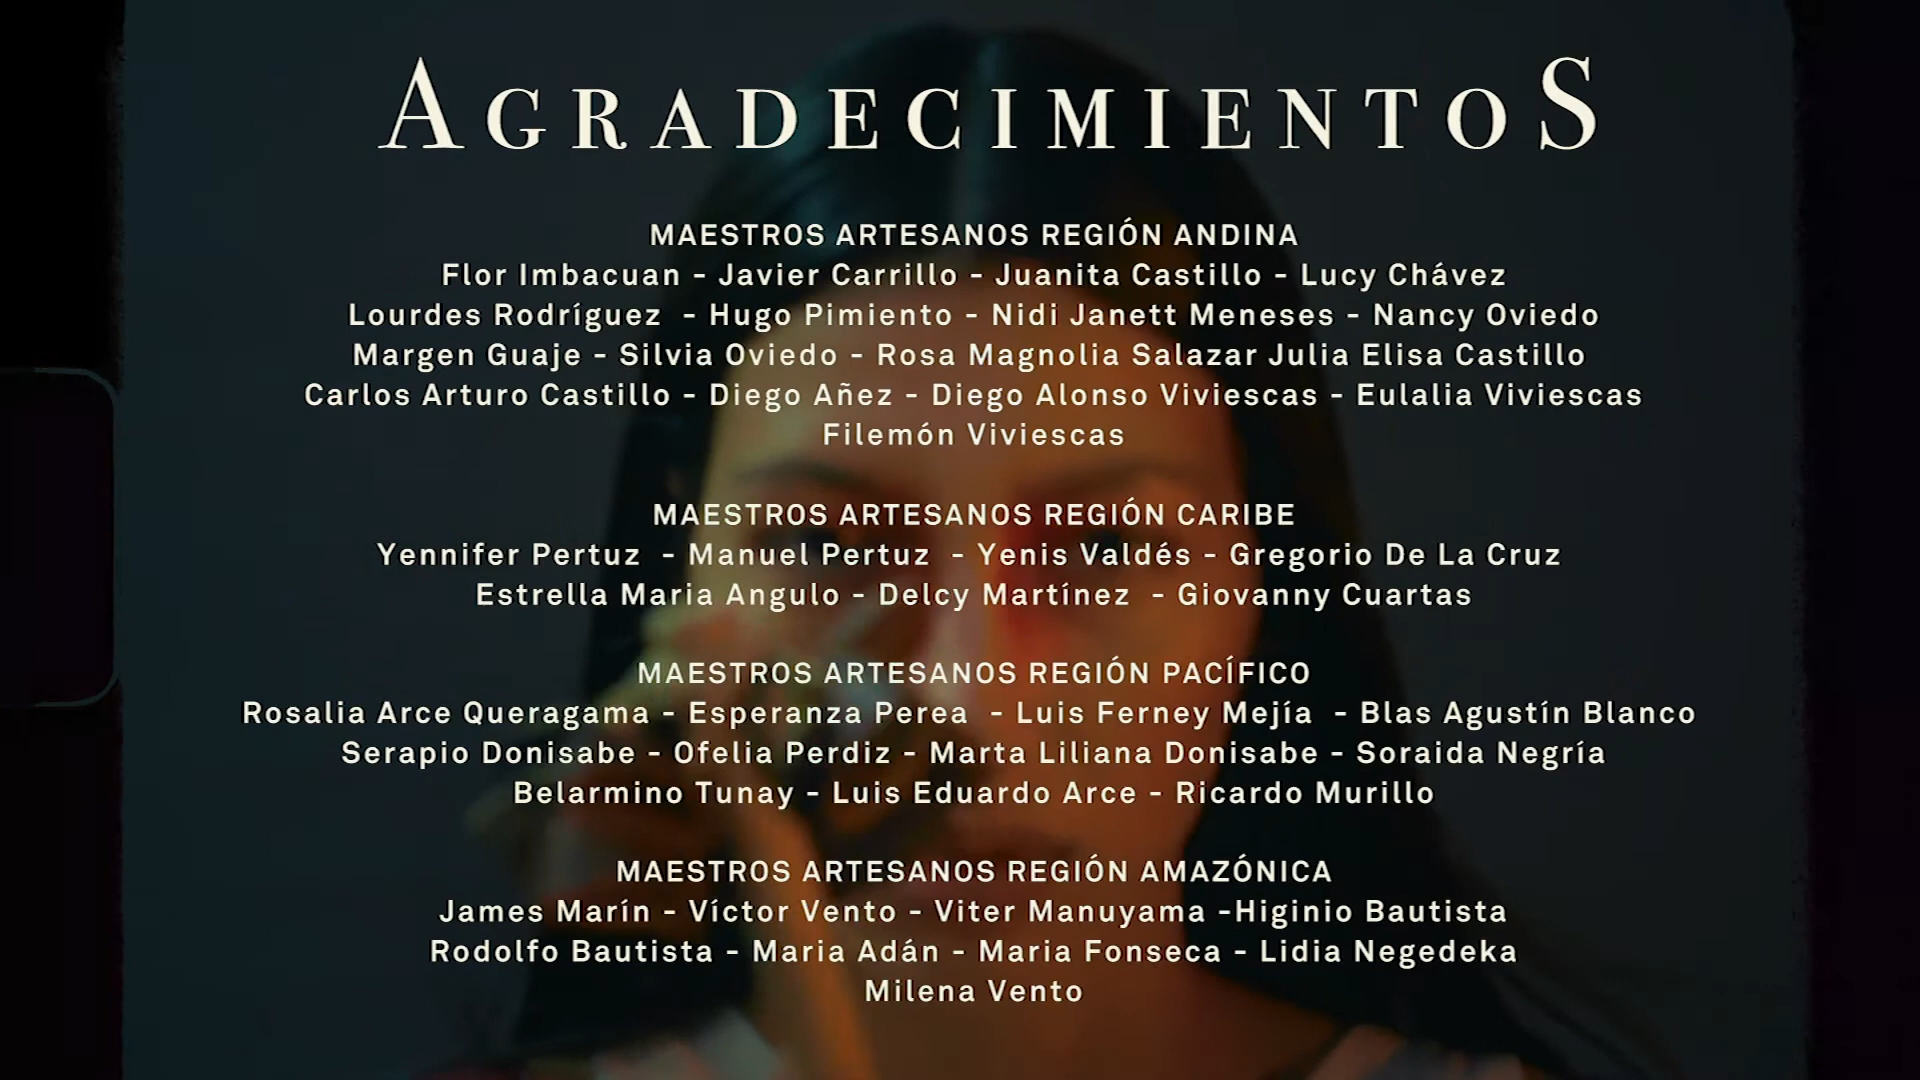 AGRADECIMIENTOS
MAESTROS ARTESANOS REGIÓN ANDINA
Flor Imbacuan - Javier Carrillo - Juanita Castillo - Lucy Chávez
Lourdes Rodríguez - Hugo Pimiento - Nidi Janett Meneses - Nancy Oviedo
Margen Guaje - Silvia Oviedo - Rosa Magnolia Salazar Julia Elisa Castillo
Carlos Arturo Castillo - Diego Añez - Diego Alonso Viviescas - Eulalia Viviescas
Filemón Viviescas
MAESTROS ARTESANOS REGIÓN CARIBE
Yennifer Pertuz - Manuel Pertuz - Yenis Valdés - Gregorio De La Cruz
Estrella Maria Angulo - Delcy Martínez - Giovanny Cuartas
MAESTROS ARTESANOS REGIÓN PACÍFICO
Rosalia Arce Queragama - Esperanza Perea - Luis Ferney Mejía - Blas Agustín Blanco
Serapio Donisabe - Ofelia Perdiz - Marta Liliana Donisabe - Soraida Negría
Belarmino Tunay - Luis Eduardo Arce - Ricardo Murillo
MAESTROS ARTESANOS REGIÓN AMAZÓNICA
James Marín - Víctor Vento - Viter Manuyama -Higinio Bautista
Rodolfo Bautista - Maria Adán - Maria Fonseca - Lidia Negedeka
Milena Vento